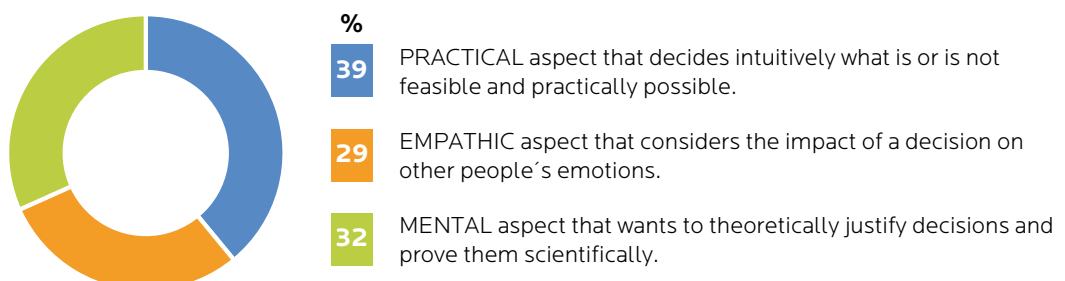 %
39
PRACTICAL aspect that decides intuitively what is or is not
feasible and practically possible.
29
EMPATHIC aspect that considers the impact of a decision on
other people´s emotions.
32
MENTAL aspect that wants to theoretically justify decisions and
prove them scientifically.